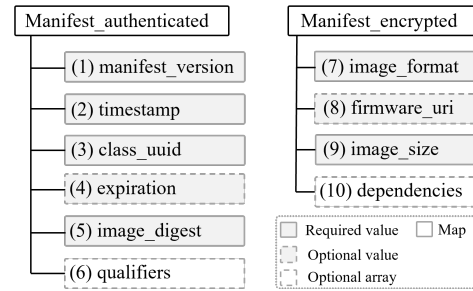 Manifest_authenticated
(1) manifest_version
(2) timestamp
(3) class_uuid
(4) expiration
(5) image_digest
(6) qualifiers
Manifest_encrypted
(7) image_format
(8) firmware_uri
(9) image_size
(10) dependencies
Required value Map
Optional value
Optional array